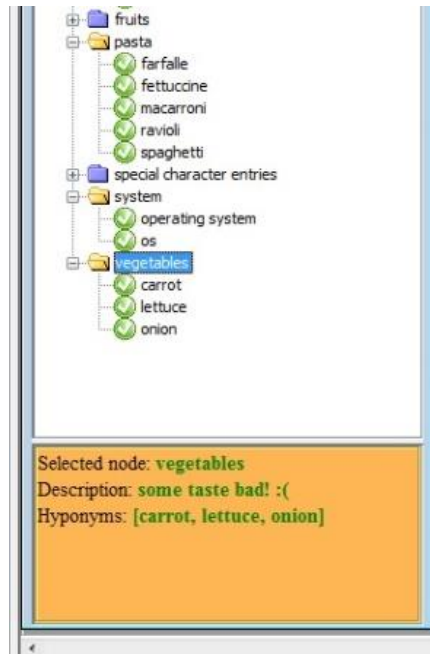 fruits
pasta
farfalle
fettuccine
macarroni
ravioli
spaghetti
special character entries
system
operating system
os
vegetables
carrot
lettuce
onion
Selected node: vegetables
Description: some taste bad! :(
Hyponyms: [carrot, lettuce, onion]